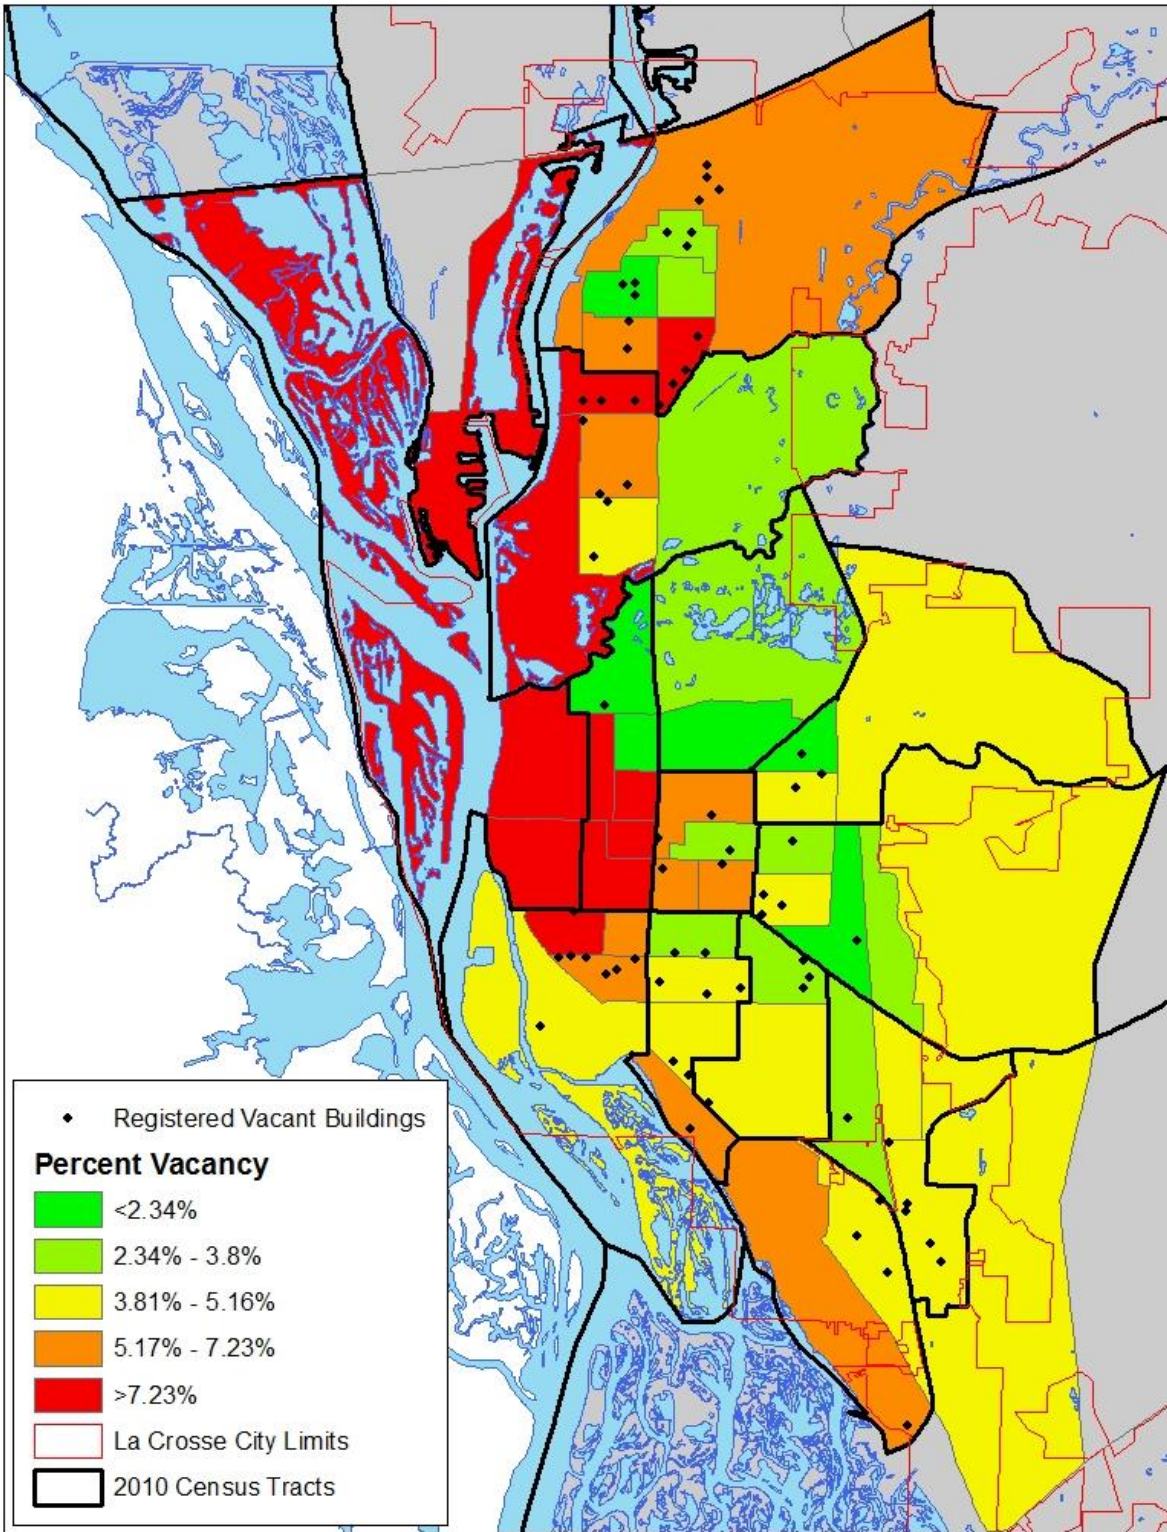 Registered Vacant Buildings
Percent Vacancy
<2.34%
2.34% - 3.8%
3.81% - 5.16%
5.17% - 7.23%
>7.23%
La Crosse City Limits
2010 Census Tracts